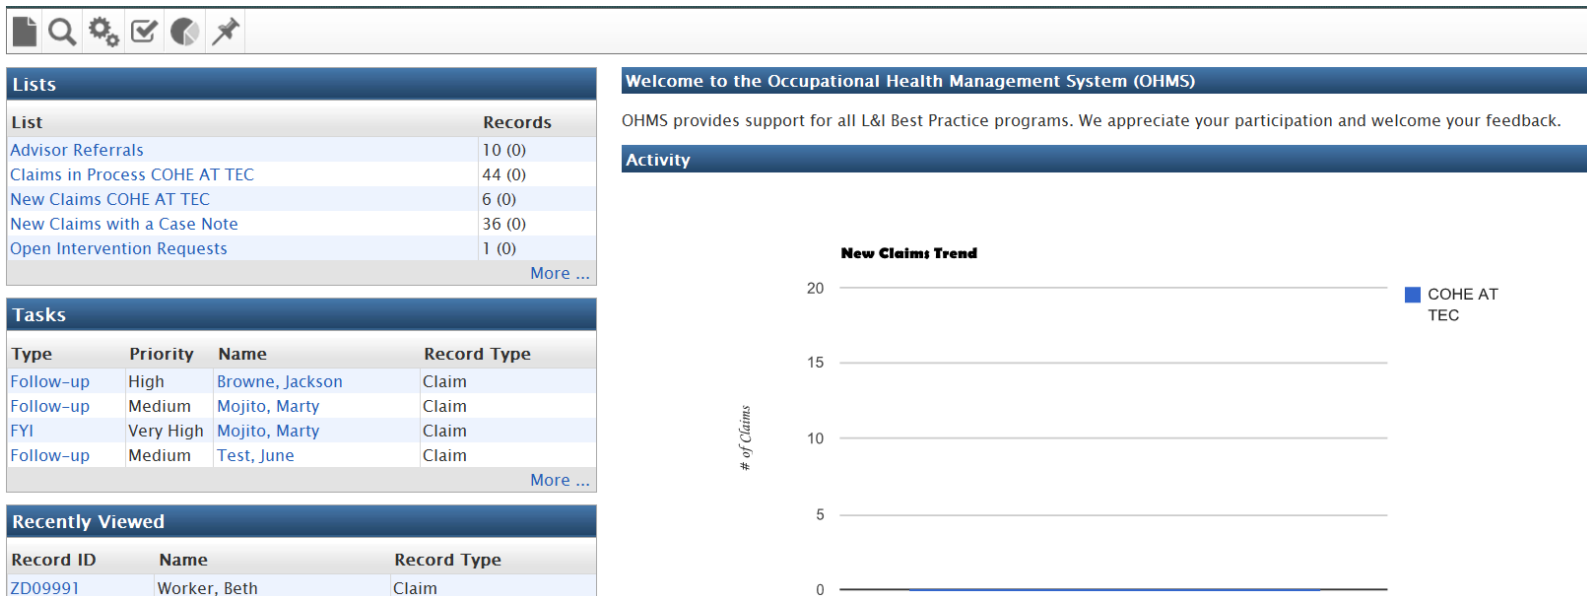 Lists
List Records
Advisor Referrals 10 (0)
Claims in Process COHE AT TEC 44 (0)
New Claims COHE AT TEC 6 (0)
New Claims with a Case Note 36 (0)
Open Intervention Requests 1 (0)
More ...
Tasks
Type Priority Name Record Type
Follow-up High Browne, Jackson Claim
Follow-up Medium Mojito, Marty Claim
FYI Very High Mojito, Marty Claim
Follow-up Medium Test, June Claim
More ...
Recently Viewed
Record ID Name Record Type
ZD09991 Worker, Beth Claim
Welcome to the Occupational Health Management System (OHMS)
OHMS provides support for all L&I Best Practice programs. We appreciate your participation and welcome your feedback.
Activity
New Claims Trend
20
15
10
5
0
# of Claims
COHE AT
TEC